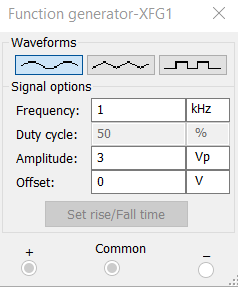 Function generator-XFG1
Waveforms
Signal options
Frequency: 1 kHz
Duty cycle: 50 %
Amplitude: 3 Vp
Offset: 0 V
Set rise/Fall time
+ Common –